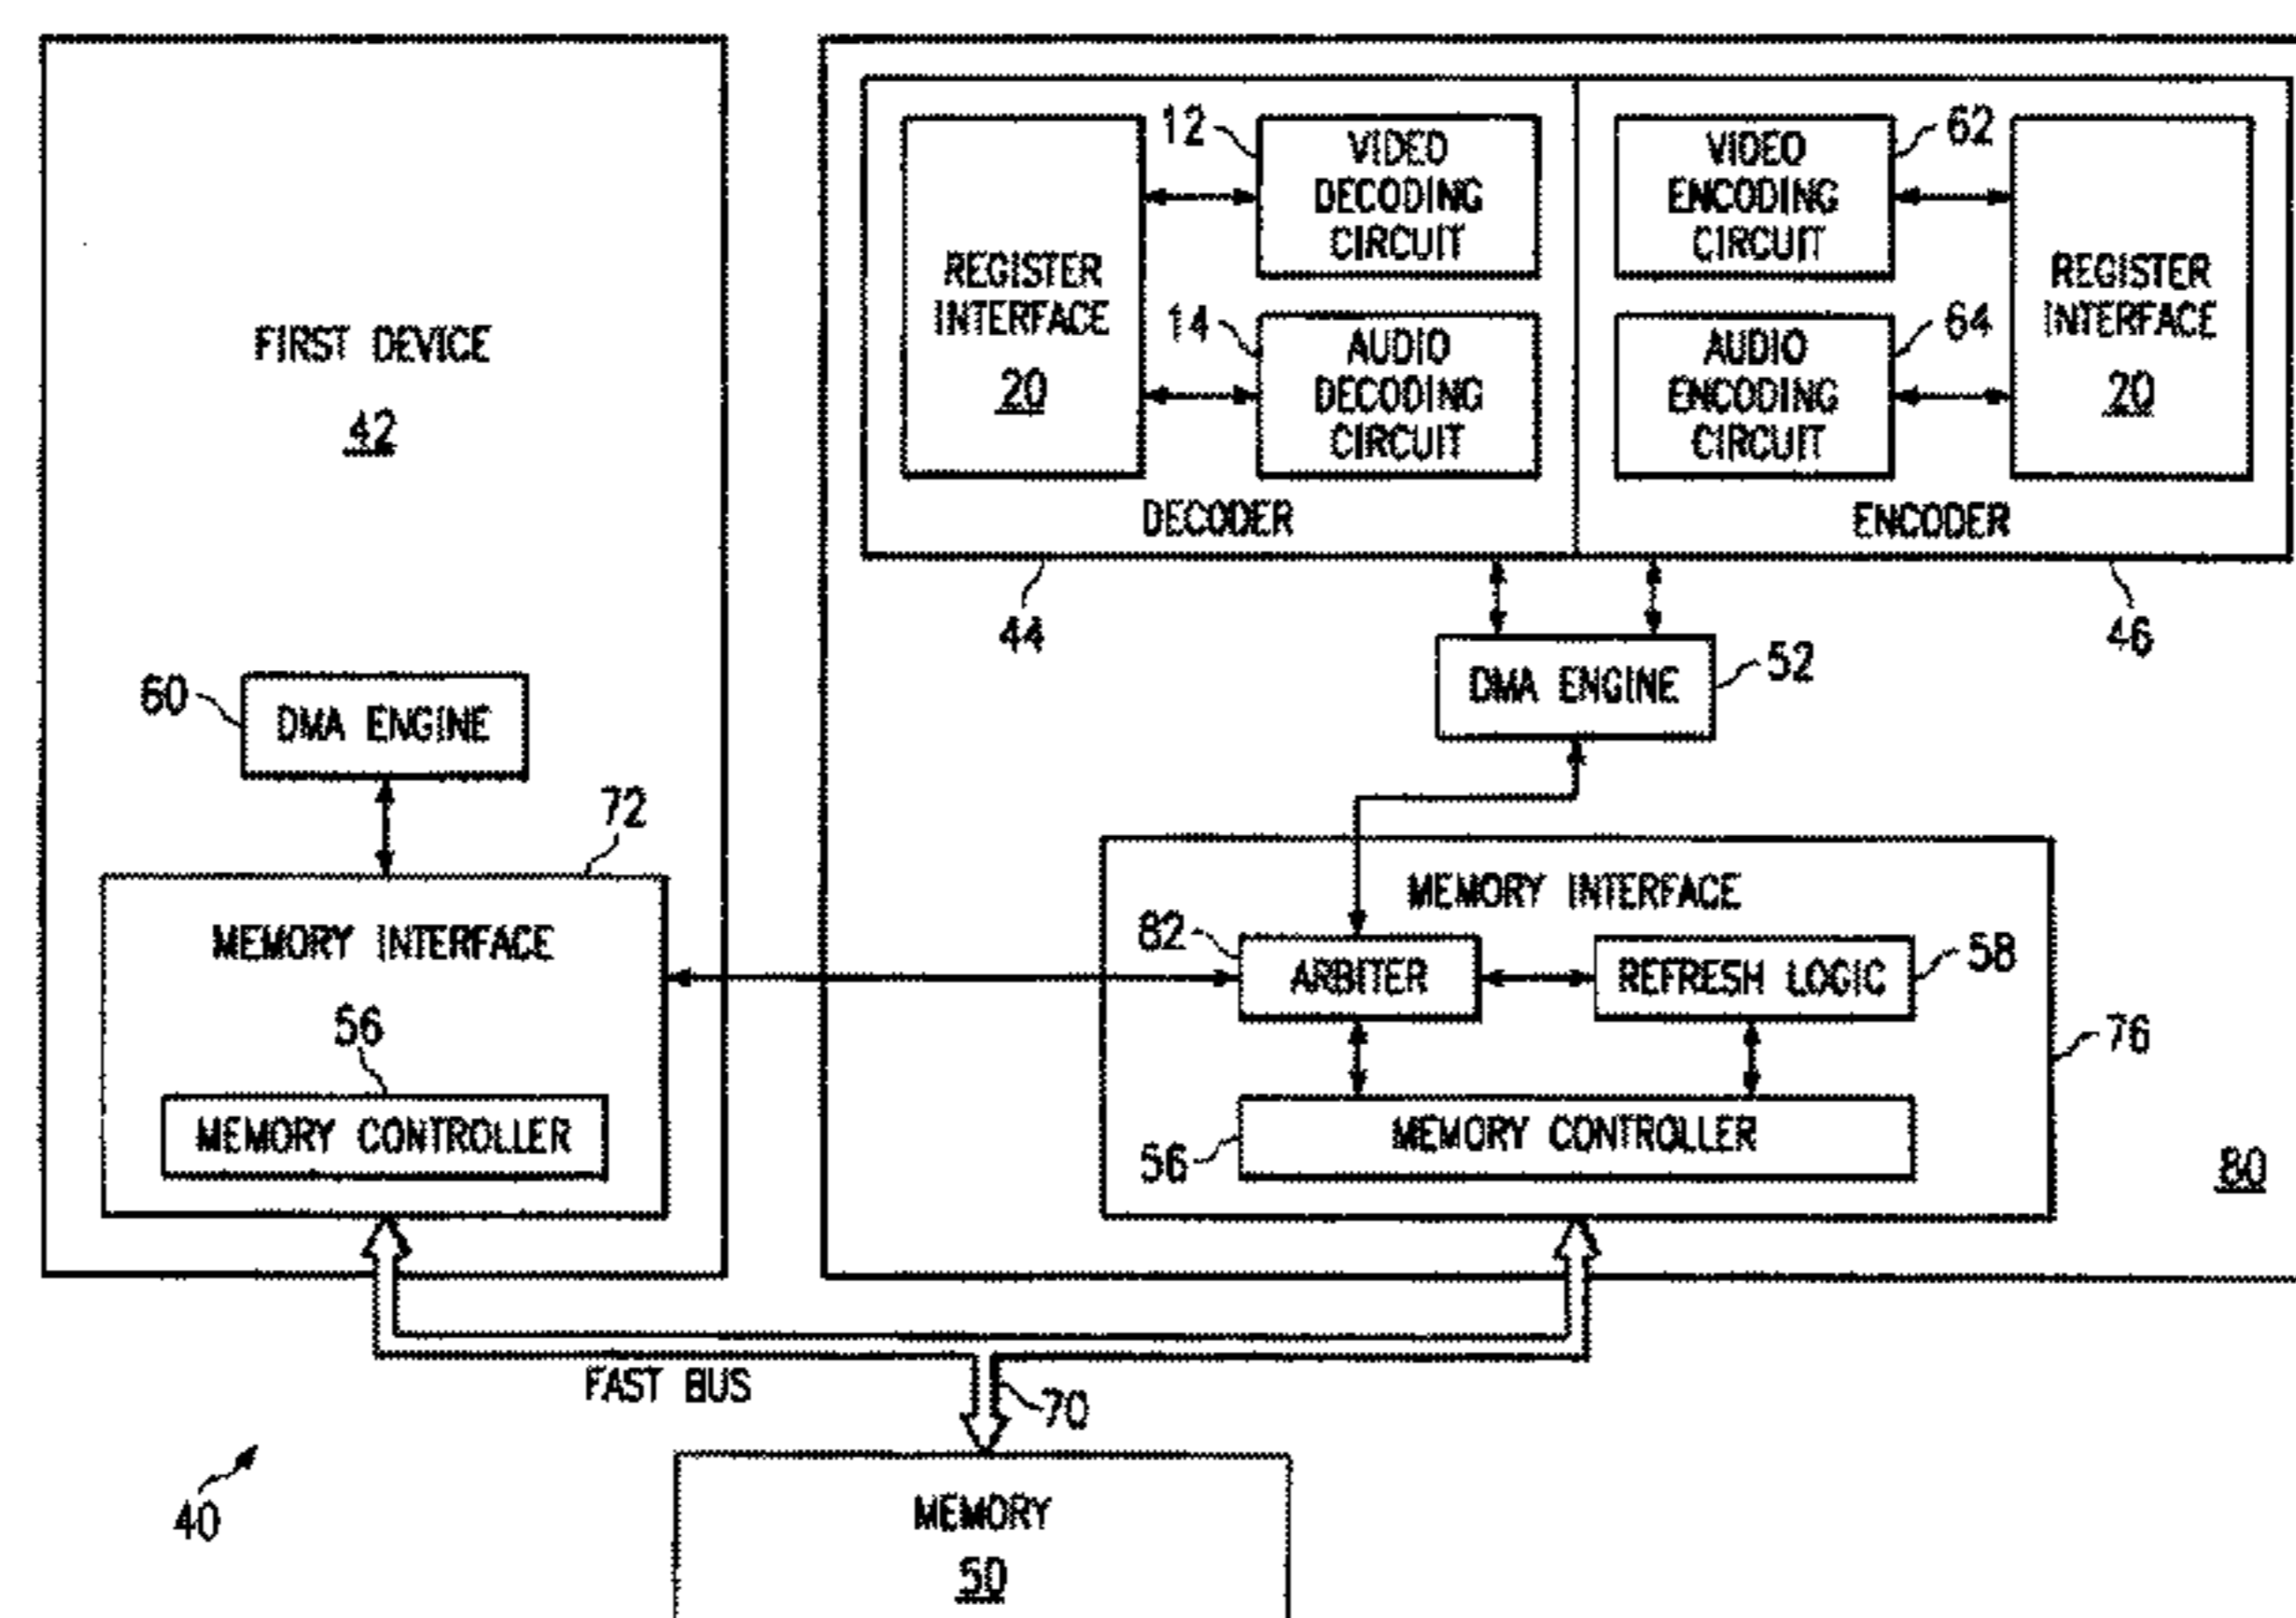 FIRST DEVICE
42
60
DMA ENGINE
72
MEMORY INTERFACE
56
MEMORY CONTROLLER
REGISTER
INTERFACE
20
12
VIDEO
DECODING
CIRCUIT
14
AUDIO
DECODING
CIRCUIT
DECODER
44
VIDEO
ENCODING
CIRCUIT
62
AUDIO
ENCODING
CIRCUIT
64
REGISTER
INTERFACE
20
ENCODER
46
DMA ENGINE
52
MEMORY INTERFACE
82
ARBITER
REFRESH LOGIC
58
76
56
MEMORY CONTROLLER
80
FAST BUS
70
40
MEMORY
50